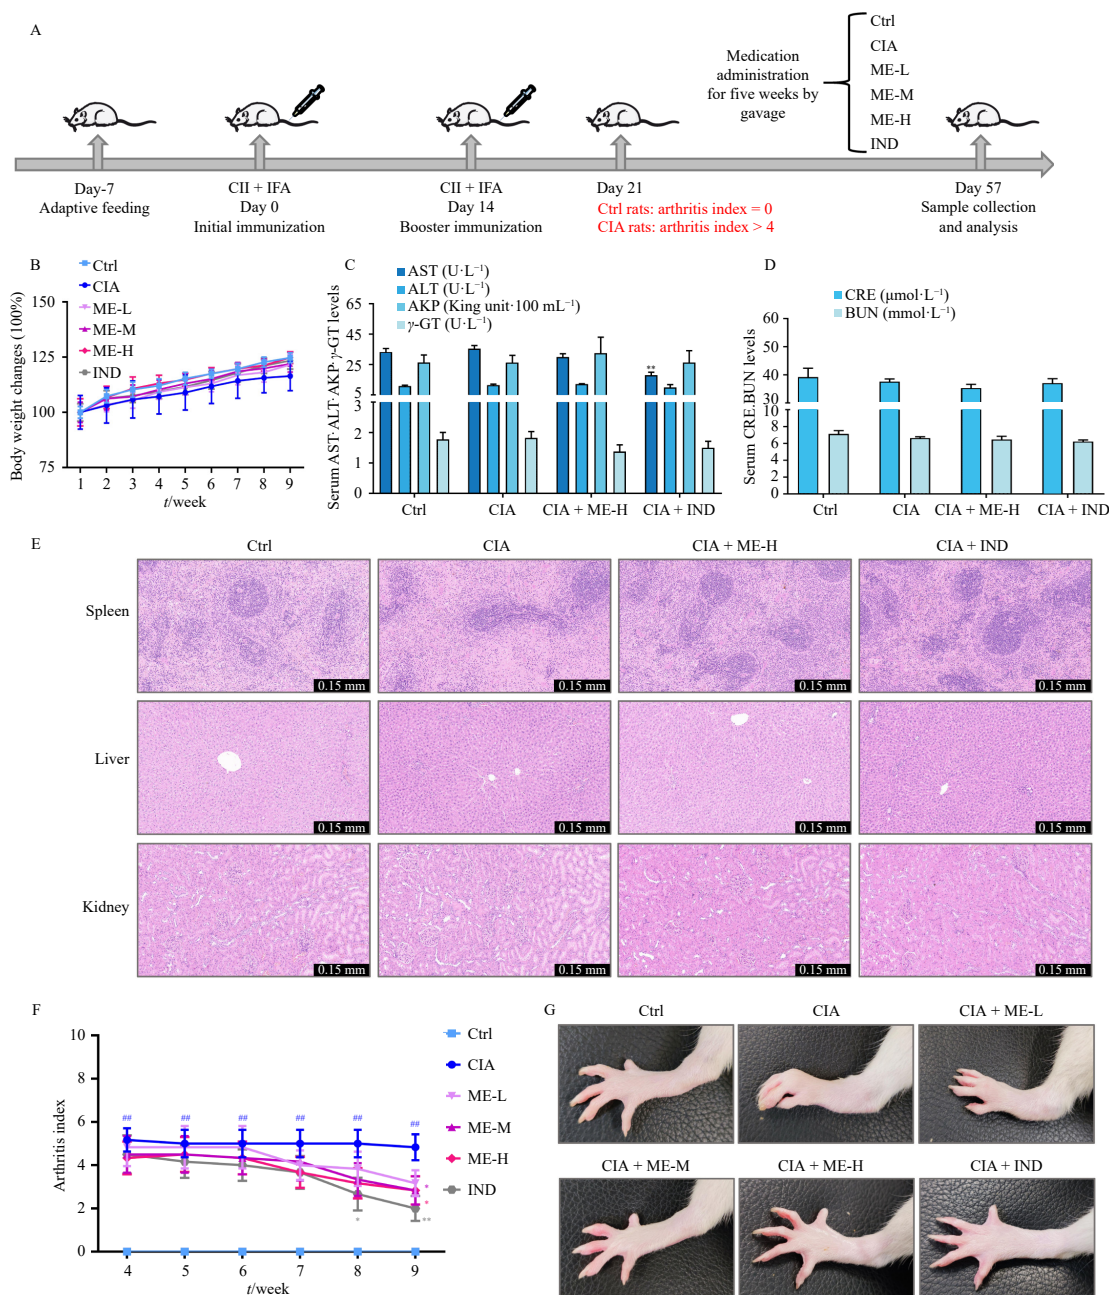 A
Medication
administration
for five weeks by
gavage
Ctrl
CIA
ME-L
ME-M
ME-H
IND
Day-7
Adaptive feeding
CII + IFA
Day 0
Initial immunization
CII + IFA
Day 14
Booster immunization
Day 21
Ctrl rats: arthritis index = 0
CIA rats: arthritis index > 4
Day 57
Sample collection
and analysis
B
Ctrl
CIA
ME-L
ME-M
ME-H
IND
Body weight changes (100%)
150
125
100
75
1 2 3 4 5 6 7 8 9
t/week
C
AST (U·L⁻¹)
ALT (U·L⁻¹)
AKP (King unit·100 mL⁻¹)
γ-GT (U·L⁻¹)
Serum AST· ALT· AKP· γ-GT levels
65
45
25
5
3
2
1
0
**
Ctrl
CIA
CIA + ME-H
CIA + IND
D
CRE (μmol·L⁻¹)
BUN (mmol·L⁻¹)
Serum CRE.BUN levels
60
50
40
30
10
8
6
4
2
0
Ctrl
CIA
CIA + ME-H
CIA + IND
E
Ctrl
CIA
CIA + ME-H
CIA + IND
Spleen
0.15 mm
0.15 mm
0.15 mm
0.15 mm
Liver
0.15 mm
0.15 mm
0.15 mm
0.15 mm
Kidney
0.15 mm
0.15 mm
0.15 mm
0.15 mm
F
Arthritis index
10
8
6
4
2
0
## ## ## ## ## ##
*
*
*
**
4 5 6 7 8 9
t/week
Ctrl
CIA
ME-L
ME-M
ME-H
IND
G
Ctrl
CIA
CIA + ME-L
CIA + ME-M
CIA + ME-H
CIA + IND